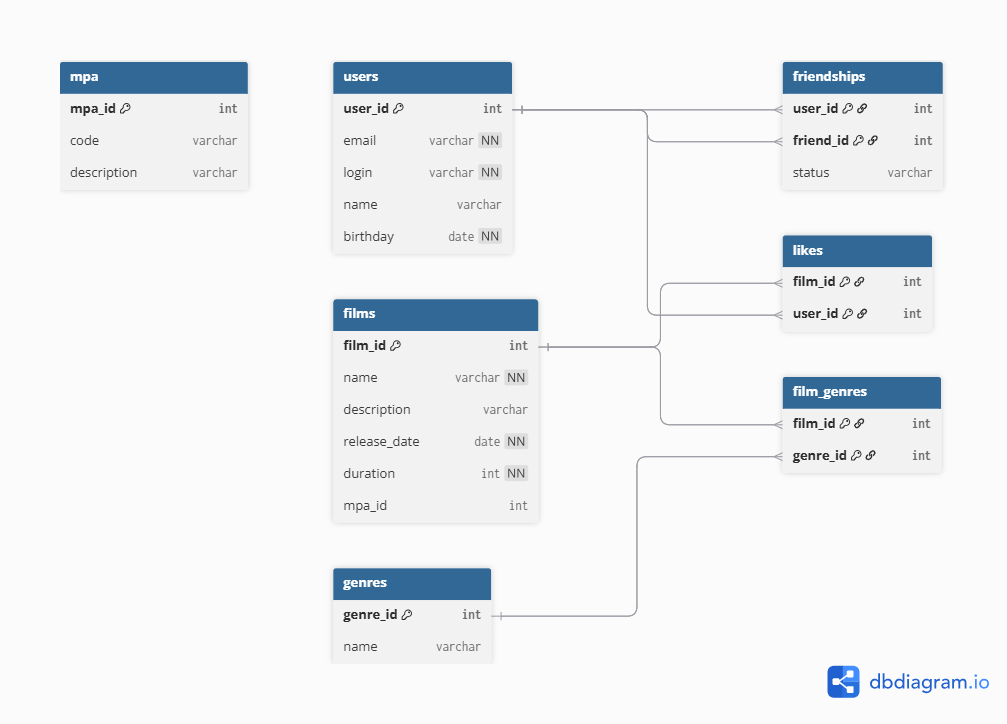 mpa
mpa_id int
code varchar
description varchar
users
user_id int
email varchar NN
login varchar NN
name varchar
birthday date NN
films
film_id int
name varchar NN
description varchar
release_date date NN
duration int NN
mpa_id int
genres
genre_id int
name varchar
friendships
user_id int
friend_id int
status varchar
likes
film_id int
user_id int
film_genres
film_id int
genre_id int
dbdiagram.io